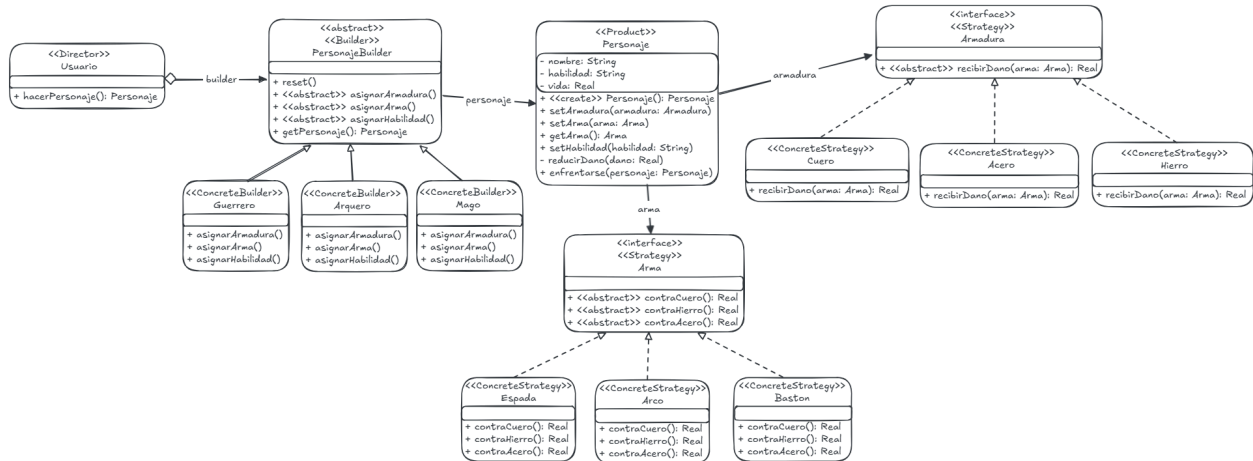 <<Director>>
Usuario
+ hacerPersonaje(): Personaje
builder
<<abstract>>
<<Builder>>
PersonajeBuilder
+ reset()
+ <<abstract>> asignarArmadura()
+ <<abstract>> asignarArma()
+ <<abstract>> asignarHabilidad()
+ getPersonaje(): Personaje
personaje
<<Product>>
Personaje
- nombre: String
- habilidad: String
- vida: Real
+ <<create>> Personaje(): Personaje
+ setArmadura(armadura: Armadura)
+ setArma(arma: Arma)
+ getArma(): Arma
+ setHabilidad(habilidad: String)
- reducirDano(dano: Real)
+ enfrentarse(personaje: Personaje)
armadura
<<interface>>
<<Strategy>>
Armadura
+ <<abstract>> recibirDano(arma: Arma): Real
<<ConcreteStrategy>>
Cuero
+ recibirDano(arma: Arma): Real
<<ConcreteStrategy>>
Acero
+ recibirDano(arma: Arma): Real
<<ConcreteStrategy>>
Hierro
+ recibirDano(arma: Arma): Real
<<ConcreteBuilder>>
Guerrero
+ asignarArmadura()
+ asignarArma()
+ asignarHabilidad()
<<ConcreteBuilder>>
Arquero
+ asignarArmadura()
+ asignarArma()
+ asignarHabilidad()
<<ConcreteBuilder>>
Mago
+ asignarArmadura()
+ asignarArma()
+ asignarHabilidad()
arma
<<interface>>
<<Strategy>>
Arma
+ <<abstract>> contraCuero(): Real
+ <<abstract>> contraHierro(): Real
+ <<abstract>> contraAcero(): Real
<<ConcreteStrategy>>
Espada
+ contraCuero(): Real
+ contraHierro(): Real
+ contraAcero(): Real
<<ConcreteStrategy>>
Arco
+ contraCuero(): Real
+ contraHierro(): Real
+ contraAcero(): Real
<<ConcreteStrategy>>
Baston
+ contraCuero(): Real
+ contraHierro(): Real
+ contraAcero(): Real